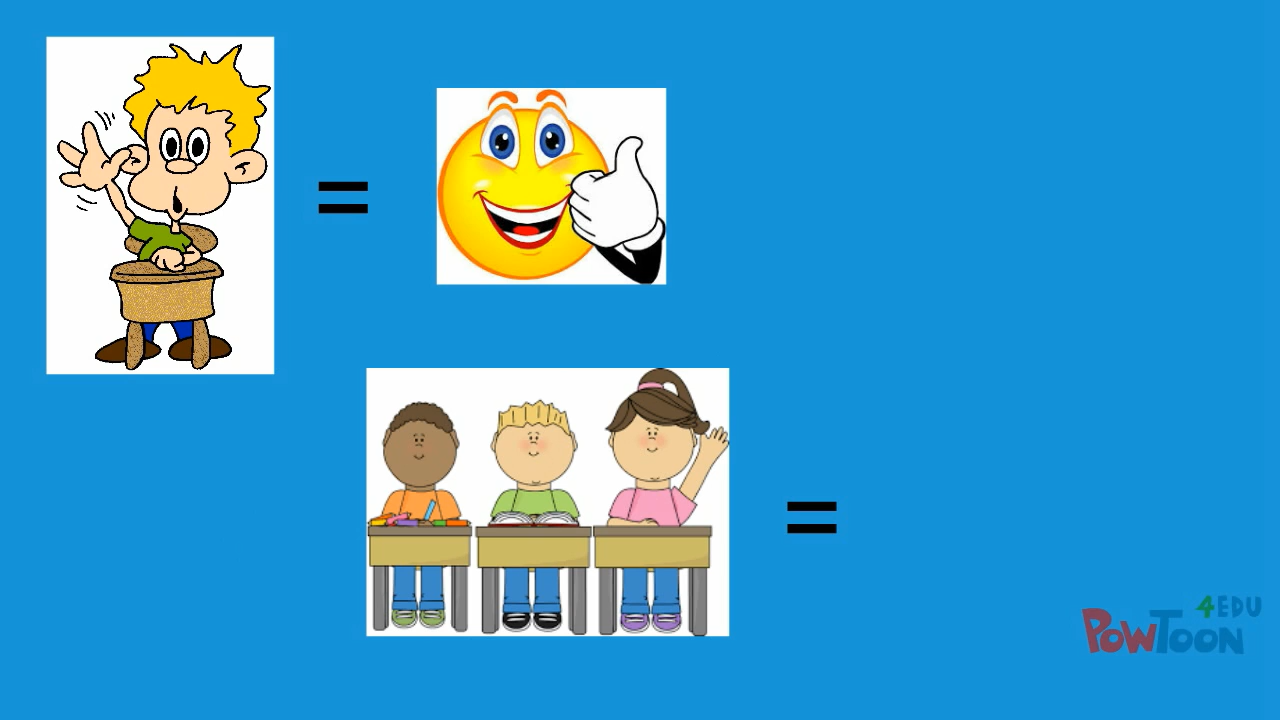 =
=
4EDU
POWTOON